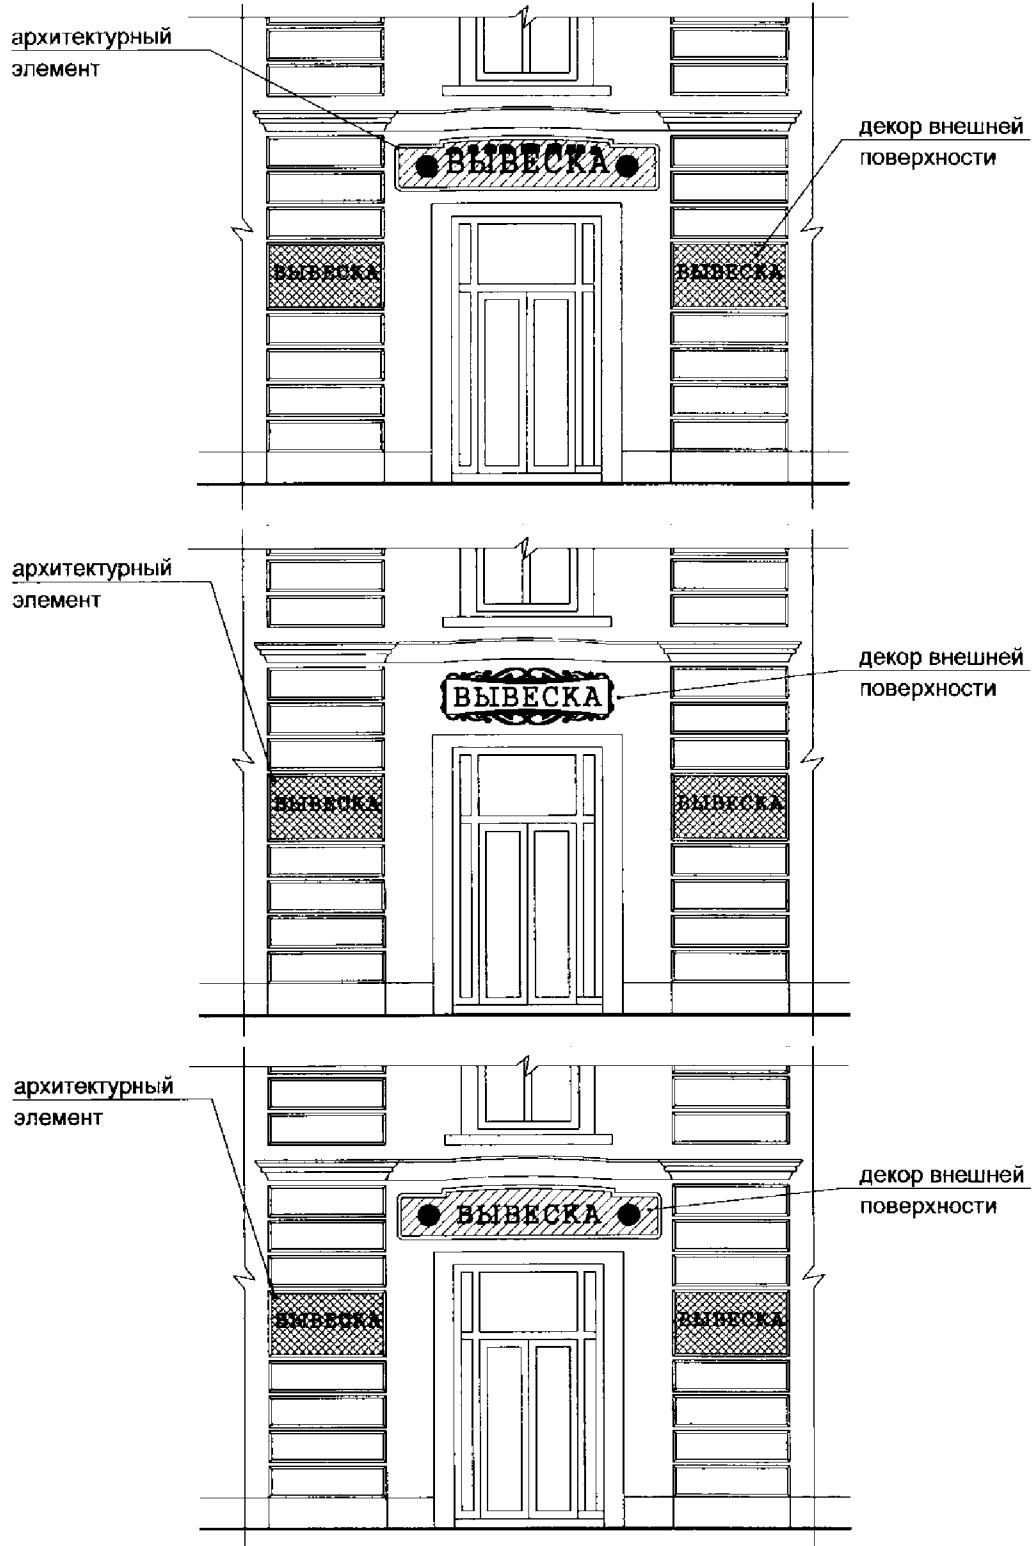 архитектурный
элемент
декор внешней
поверхности
ВЫВЕСКА
ВЫВЕСКА
ВЫВЕСКА
архитектурный
элемент
декор внешней
поверхности
ВЫВЕСКА
ВЫВЕСКА
ВЫВЕСКА
архитектурный
элемент
декор внешней
поверхности
ВЫВЕСКА
ВЫВЕСКА
ВЫВЕСКА